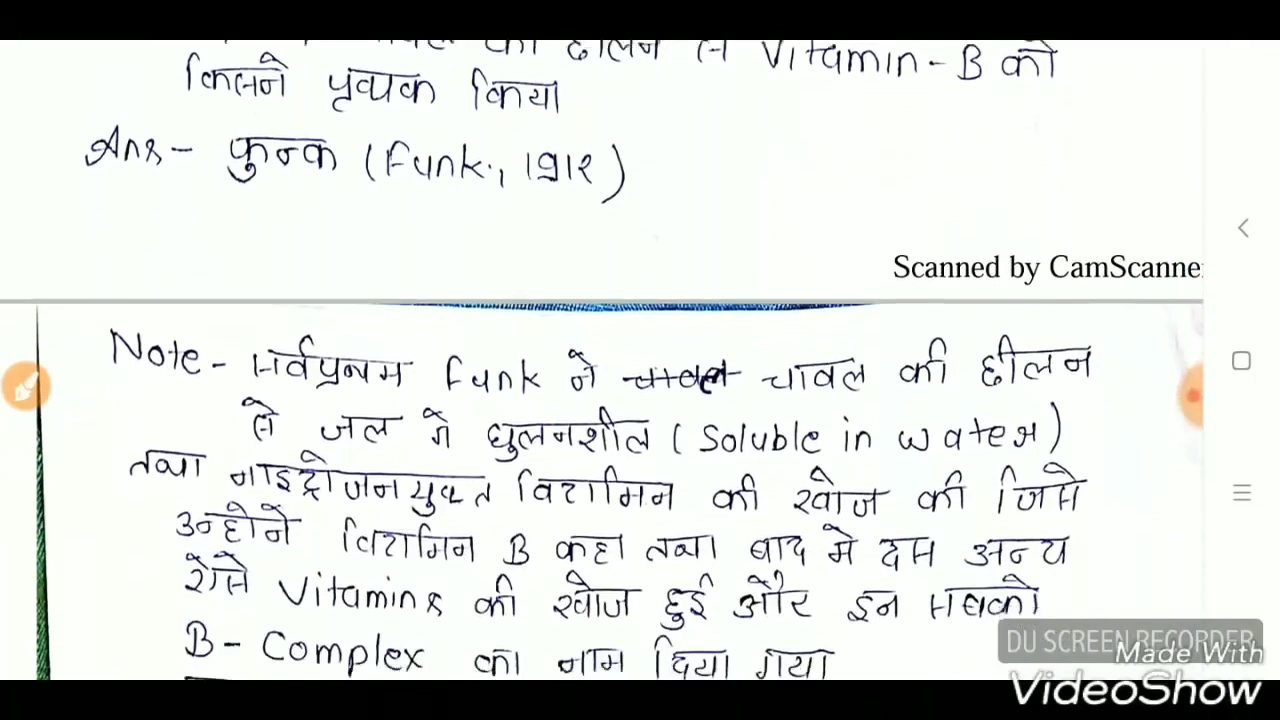 की छीलन से Vitamin-B को
किसने पृथक किया
Ans- फुन्क (Funk., 1912)
Scanned by CamScanne
Note- सर्वप्रथम Funk ने चावल चावल की छीलन
से जल में घुलनशील (Soluble in water)
तथा नाइट्रोजनयुक्त विटामिन की खोज की जिसे
उन्होने विटामिन B कहा तथा बाद मे दस अन्य
ऐसे Vitamins की खोज हुई और इन सबको
B-Complex का नाम दिया गया
DU SCREEN RECORDER
Made With
VideoShow